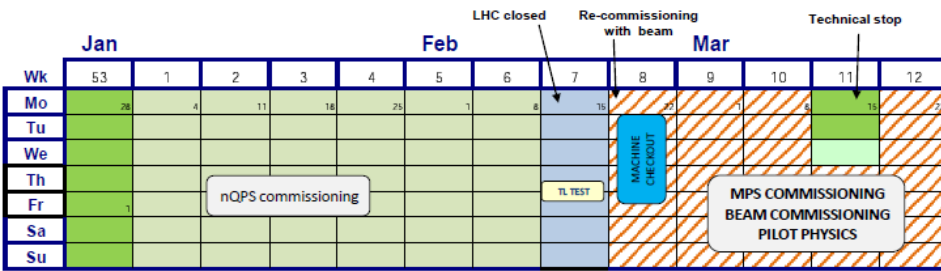 LHC closed
Re-commissioning
with beam
Technical stop
Jan Feb Mar
Wk 53 1 2 3 4 5 6 7 8 9 10 11 12
Mo 28 4 11 18 25 1 8 15 22 1 8 15
Tu
We
Th
Fr 1
Sa
Su
nQPS commissioning
TL TEST
MACHINE
CHECKOUT
MPS COMMISSIONING
BEAM COMMISSIONING
PILOT PHYSICS